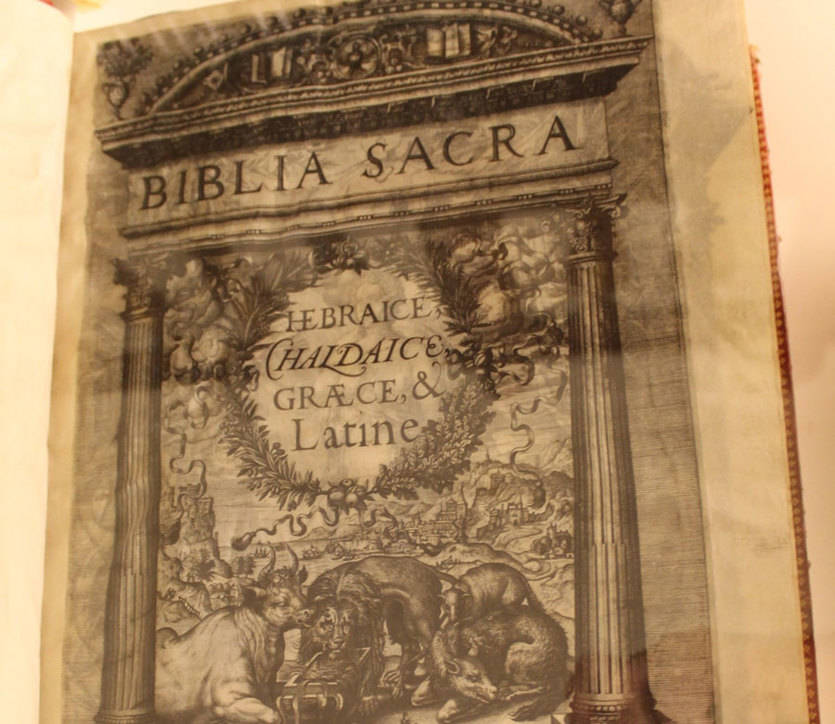 BIBLIA SACRA
HEBRAICE,
CHALDAICE,
GRÆCE, &
Latine